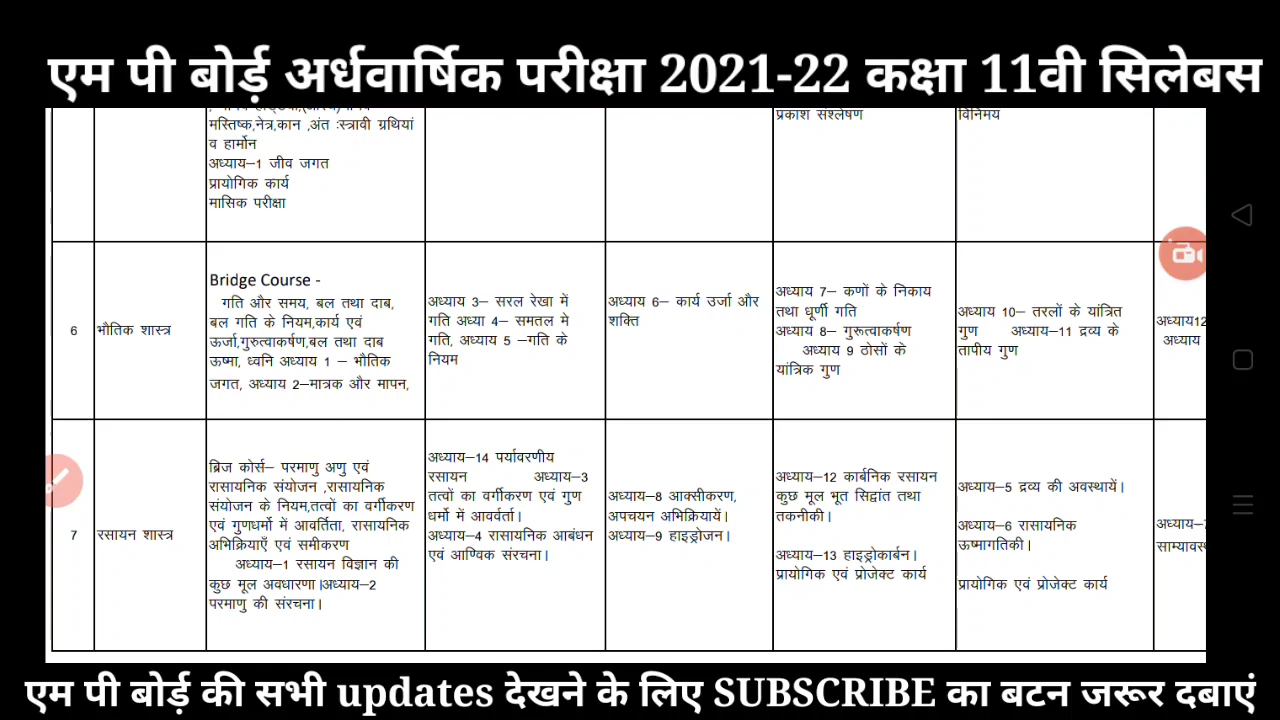 एम पी बोर्ड़ अर्धवार्षिक परीक्षा 2021-22 कक्षा 11वी सिलेबस
मस्तिष्क,नेत्र,कान ,अंत ःस्त्रावी ग्रथियां
व हार्मोन
अध्याय–1 जीव जगत
प्रायोगिक कार्य
मासिक परीक्षा
प्रकाश संश्लेषण
विनिमय
6
भौतिक शास्त्र
Bridge Course -
गति और समय, बल तथा दाब,
बल गति के नियम,कार्य एवं
ऊर्जा,गुरुत्वाकर्षण,बल तथा दाब
ऊष्मा, ध्वनि अध्याय 1 – भौतिक
जगत, अध्याय 2–मात्रक और मापन,
अध्याय 3– सरल रेखा में
गति अध्या 4– समतल मे
गति, अध्याय 5 –गति के
नियम
अध्याय 6– कार्य उर्जा और
शक्ति
अध्याय 7– कणों के निकाय
तथा धूर्णी गति
अध्याय 8– गुरूत्वाकर्षण
अध्याय 9 ठोसों के
यांत्रिक गुण
अध्याय 10– तरलों के यांत्रित
गुण अध्याय–11 द्रव्य के
तापीय गुण
अध्याय12
अध्याय
7
रसायन शास्त्र
ब्रिज कोर्स– परमाणु अणु एवं
रासायनिक संयोजन ,रासायनिक
संयोजन के नियम,तत्वों का वर्गीकरण
एवं गुणधर्मो में आवर्तिता, रासायनिक
अभिक्रियाएँ एवं समीकरण
अध्याय–1 रसायन विज्ञान की
कुछ मूल अवधारणा।अध्याय–2
परमाणु की संरचना।
अध्याय–14 पर्यावरणीय
रसायन अध्याय–3
तत्वों का वर्गीकरण एवं गुण
धर्मो में आवर्वर्ता।
अध्याय–4 रासायनिक आबंधन
एवं आण्विक संरचना।
अध्याय–8 आक्सीकरण,
अपचयन अभिक्रियायें।
अध्याय–9 हाइड्रोजन।
अध्याय–12 कार्बनिक रसायन
कुछ मूल भूत सिद्वांत तथा
तकनीकी।
अध्याय–13 हाइड्रोकार्बन।
प्रायोगिक एवं प्रोजेक्ट कार्य
अध्याय–5 द्रव्य की अवस्थायें।
अध्याय–6 रासायनिक
ऊष्मागतिकी।
प्रायोगिक एवं प्रोजेक्ट कार्य
अध्याय–7
एम पी बोर्ड़ की सभी updates देखने के लिए SUBSCRIBE का बटन जरूर दबाएं